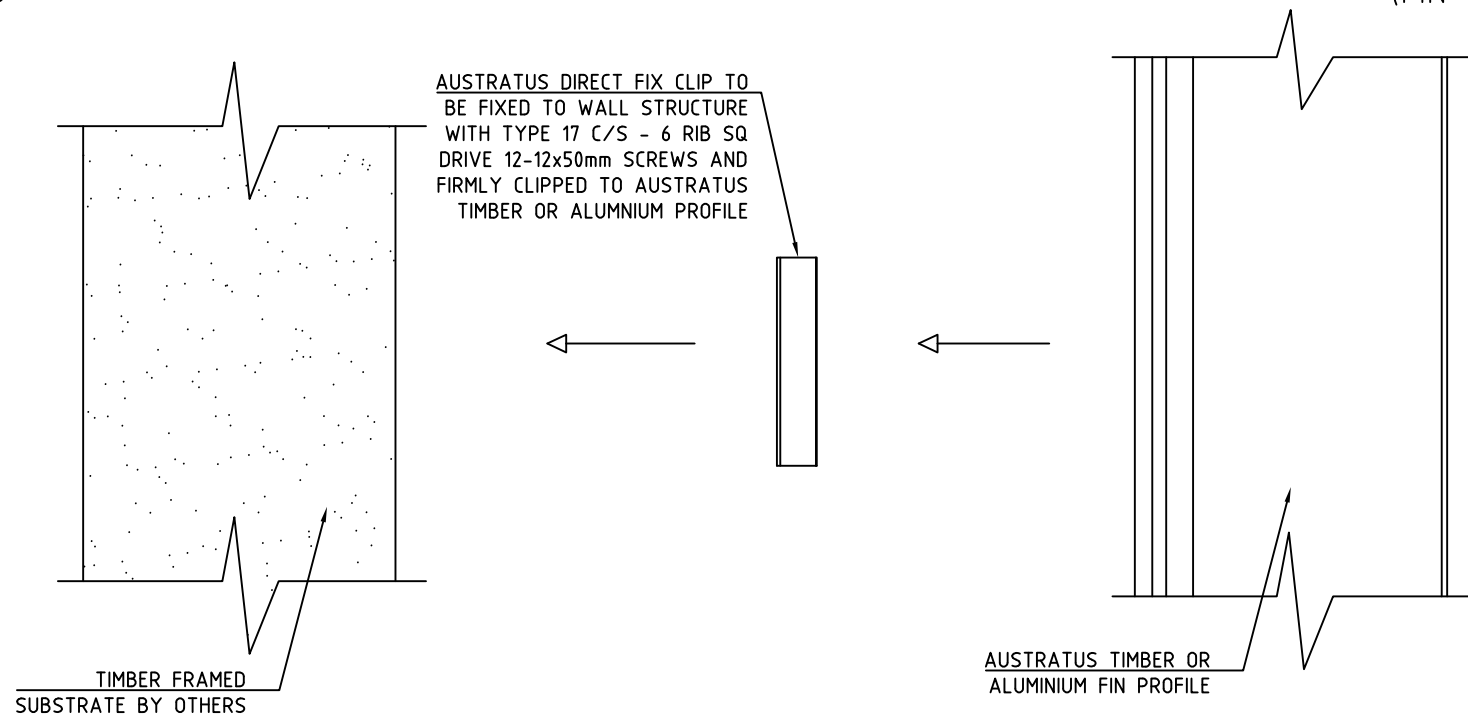 AUSTRATUS DIRECT FIX CLIP TO
BE FIXED TO WALL STRUCTURE
WITH TYPE 17 C/S - 6 RIB SQ
DRIVE 12-12x50mm SCREWS AND
FIRMLY CLIPPED TO AUSTRATUS
TIMBER OR ALUMNIUM PROFILE
TIMBER FRAMED
SUBSTRATE BY OTHERS
AUSTRATUS TIMBER OR
ALUMINIUM FIN PROFILE